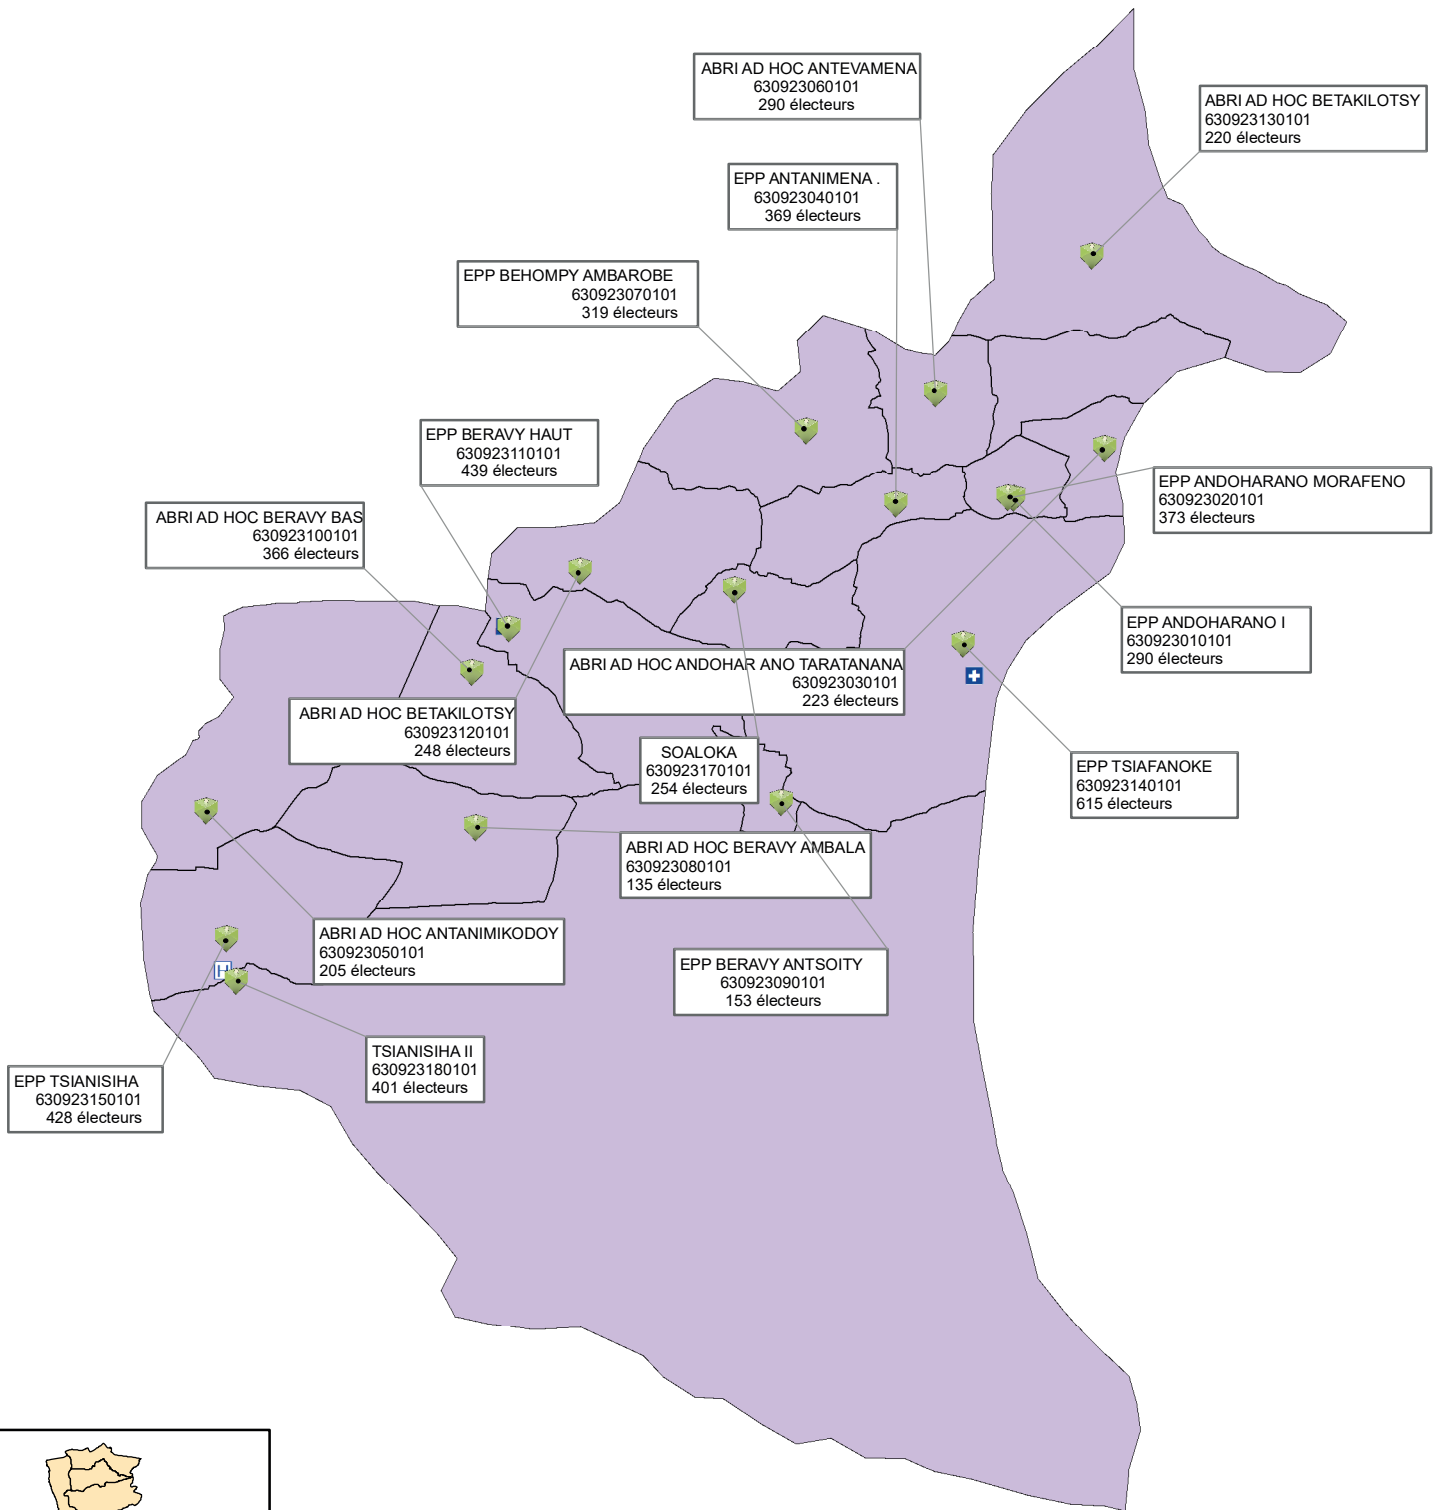 ABRI AD HOC ANTEVAMENA
630923060101
290 électeurs
ABRI AD HOC BETAKILOTSY
630923130101
220 électeurs
EPP ANTANIMENA .
630923040101
369 électeurs
EPP BEHOMPY AMBAROBE
630923070101
319 électeurs
EPP BERAVY HAUT
630923110101
439 électeurs
EPP ANDOHARANO MORAFENO
630923020101
373 électeurs
ABRI AD HOC BERAVY BAS
630923100101
366 électeurs
EPP ANDOHARANO I
630923010101
290 électeurs
ABRI AD HOC ANDOHAR ANO TARATANANA
630923030101
223 électeurs
ABRI AD HOC BETAKILOTSY
630923120101
248 électeurs
SOALOKA
630923170101
254 électeurs
EPP TSIAFANOKE
630923140101
615 électeurs
ABRI AD HOC BERAVY AMBALA
630923080101
135 électeurs
ABRI AD HOC ANTANIMIKODOY
630923050101
205 électeurs
EPP BERAVY ANTSOITY
630923090101
153 électeurs
H
TSIANISIHA II
630923180101
401 électeurs
EPP TSIANISIHA
630923150101
428 électeurs